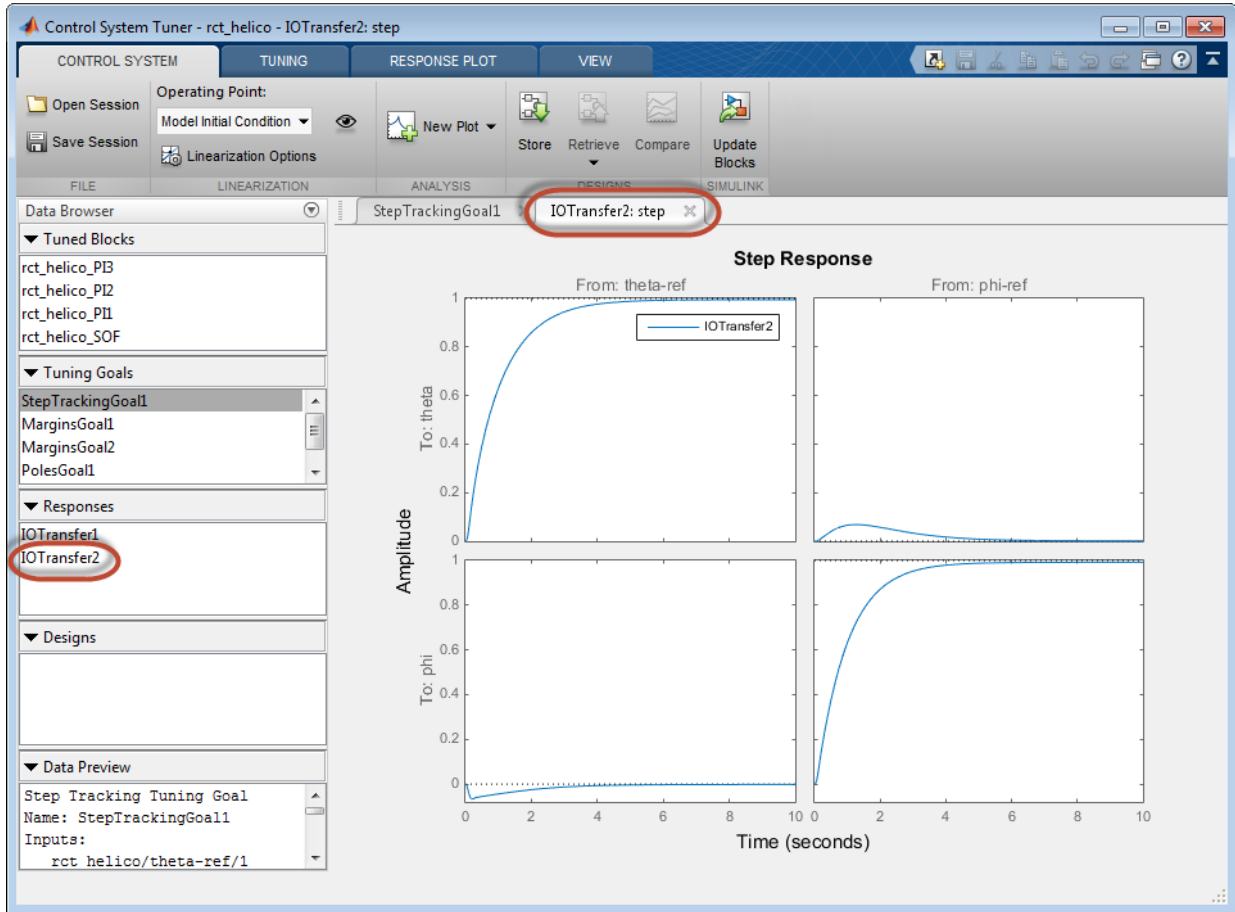 Control System Tuner - rct_helico - IOTransfer2: step
CONTROL SYSTEM
TUNING
RESPONSE PLOT
VIEW
Open Session
Save Session
FILE
Operating Point:
Model Initial Condition
Linearization Options
LINEARIZATION
New Plot
ANALYSIS
Store
Retrieve
Compare
DESIGNS
Update
Blocks
SIMULINK
Data Browser
Tuned Blocks
rct_helico_PI3
rct_helico_PI2
rct_helico_PI1
rct_helico_SOF
Tuning Goals
StepTrackingGoal1
MarginsGoal1
MarginsGoal2
PolesGoal1
Responses
IOTransfer1
IOTransfer2
Designs
Data Preview
Step Tracking Tuning Goal
Name: StepTrackingGoal1
Inputs:
rct_helico/theta-ref/1
StepTrackingGoal1
IOTransfer2: step
Step Response
From: theta-ref
From: phi-ref
IOTransfer2
Amplitude
To: theta
1
0.8
0.6
0.4
0.2
0
To: phi
1
0.8
0.6
0.4
0.2
0
0 2 4 6 8 10
0 2 4 6 8 10
Time (seconds)